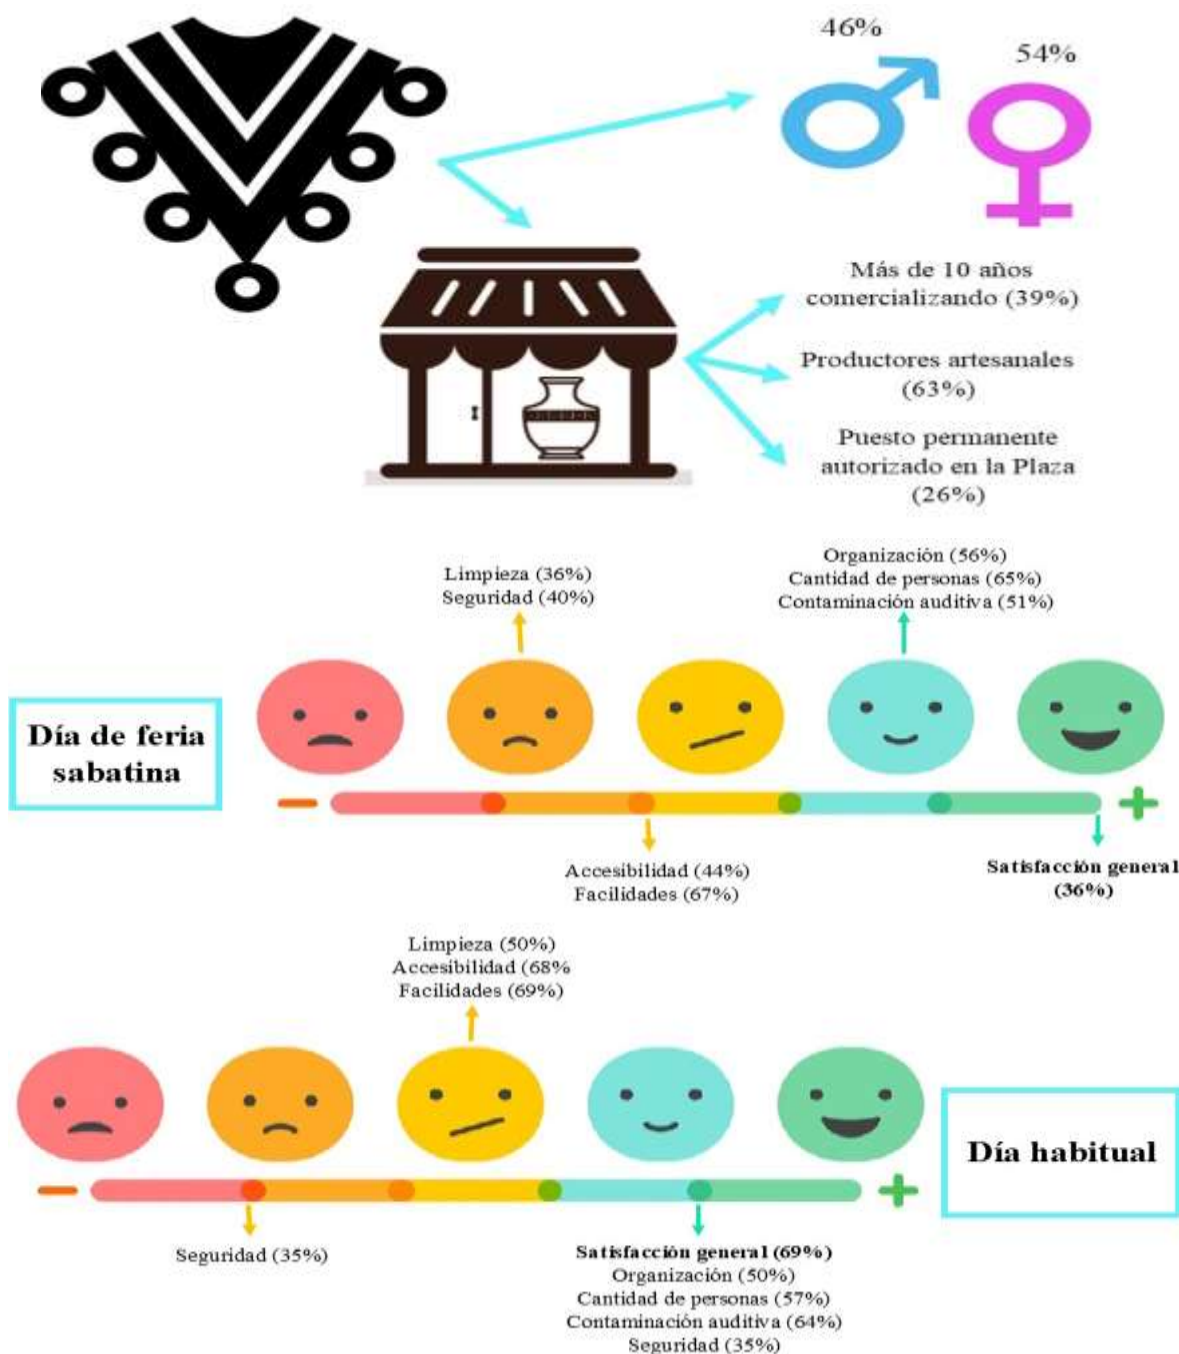 46%
54%
Más de 10 años
comercializando (39%)
Productores artesanales
(63%)
Puesto permanente
autorizado en la Plaza
(26%)
Limpieza (36%)
Seguridad (40%)
Organización (56%)
Cantidad de personas (65%)
Contaminación auditiva (51%)
Día de feria
sabatina
Accesibilidad (44%)
Facilidades (67%)
Satisfacción general
(36%)
Limpieza (50%)
Accesibilidad (68%
Facilidades (69%)
Día habitual
Seguridad (35%)
Satisfacción general (69%)
Organización (50%)
Cantidad de personas (57%)
Contaminación auditiva (64%)
Seguridad (35%)